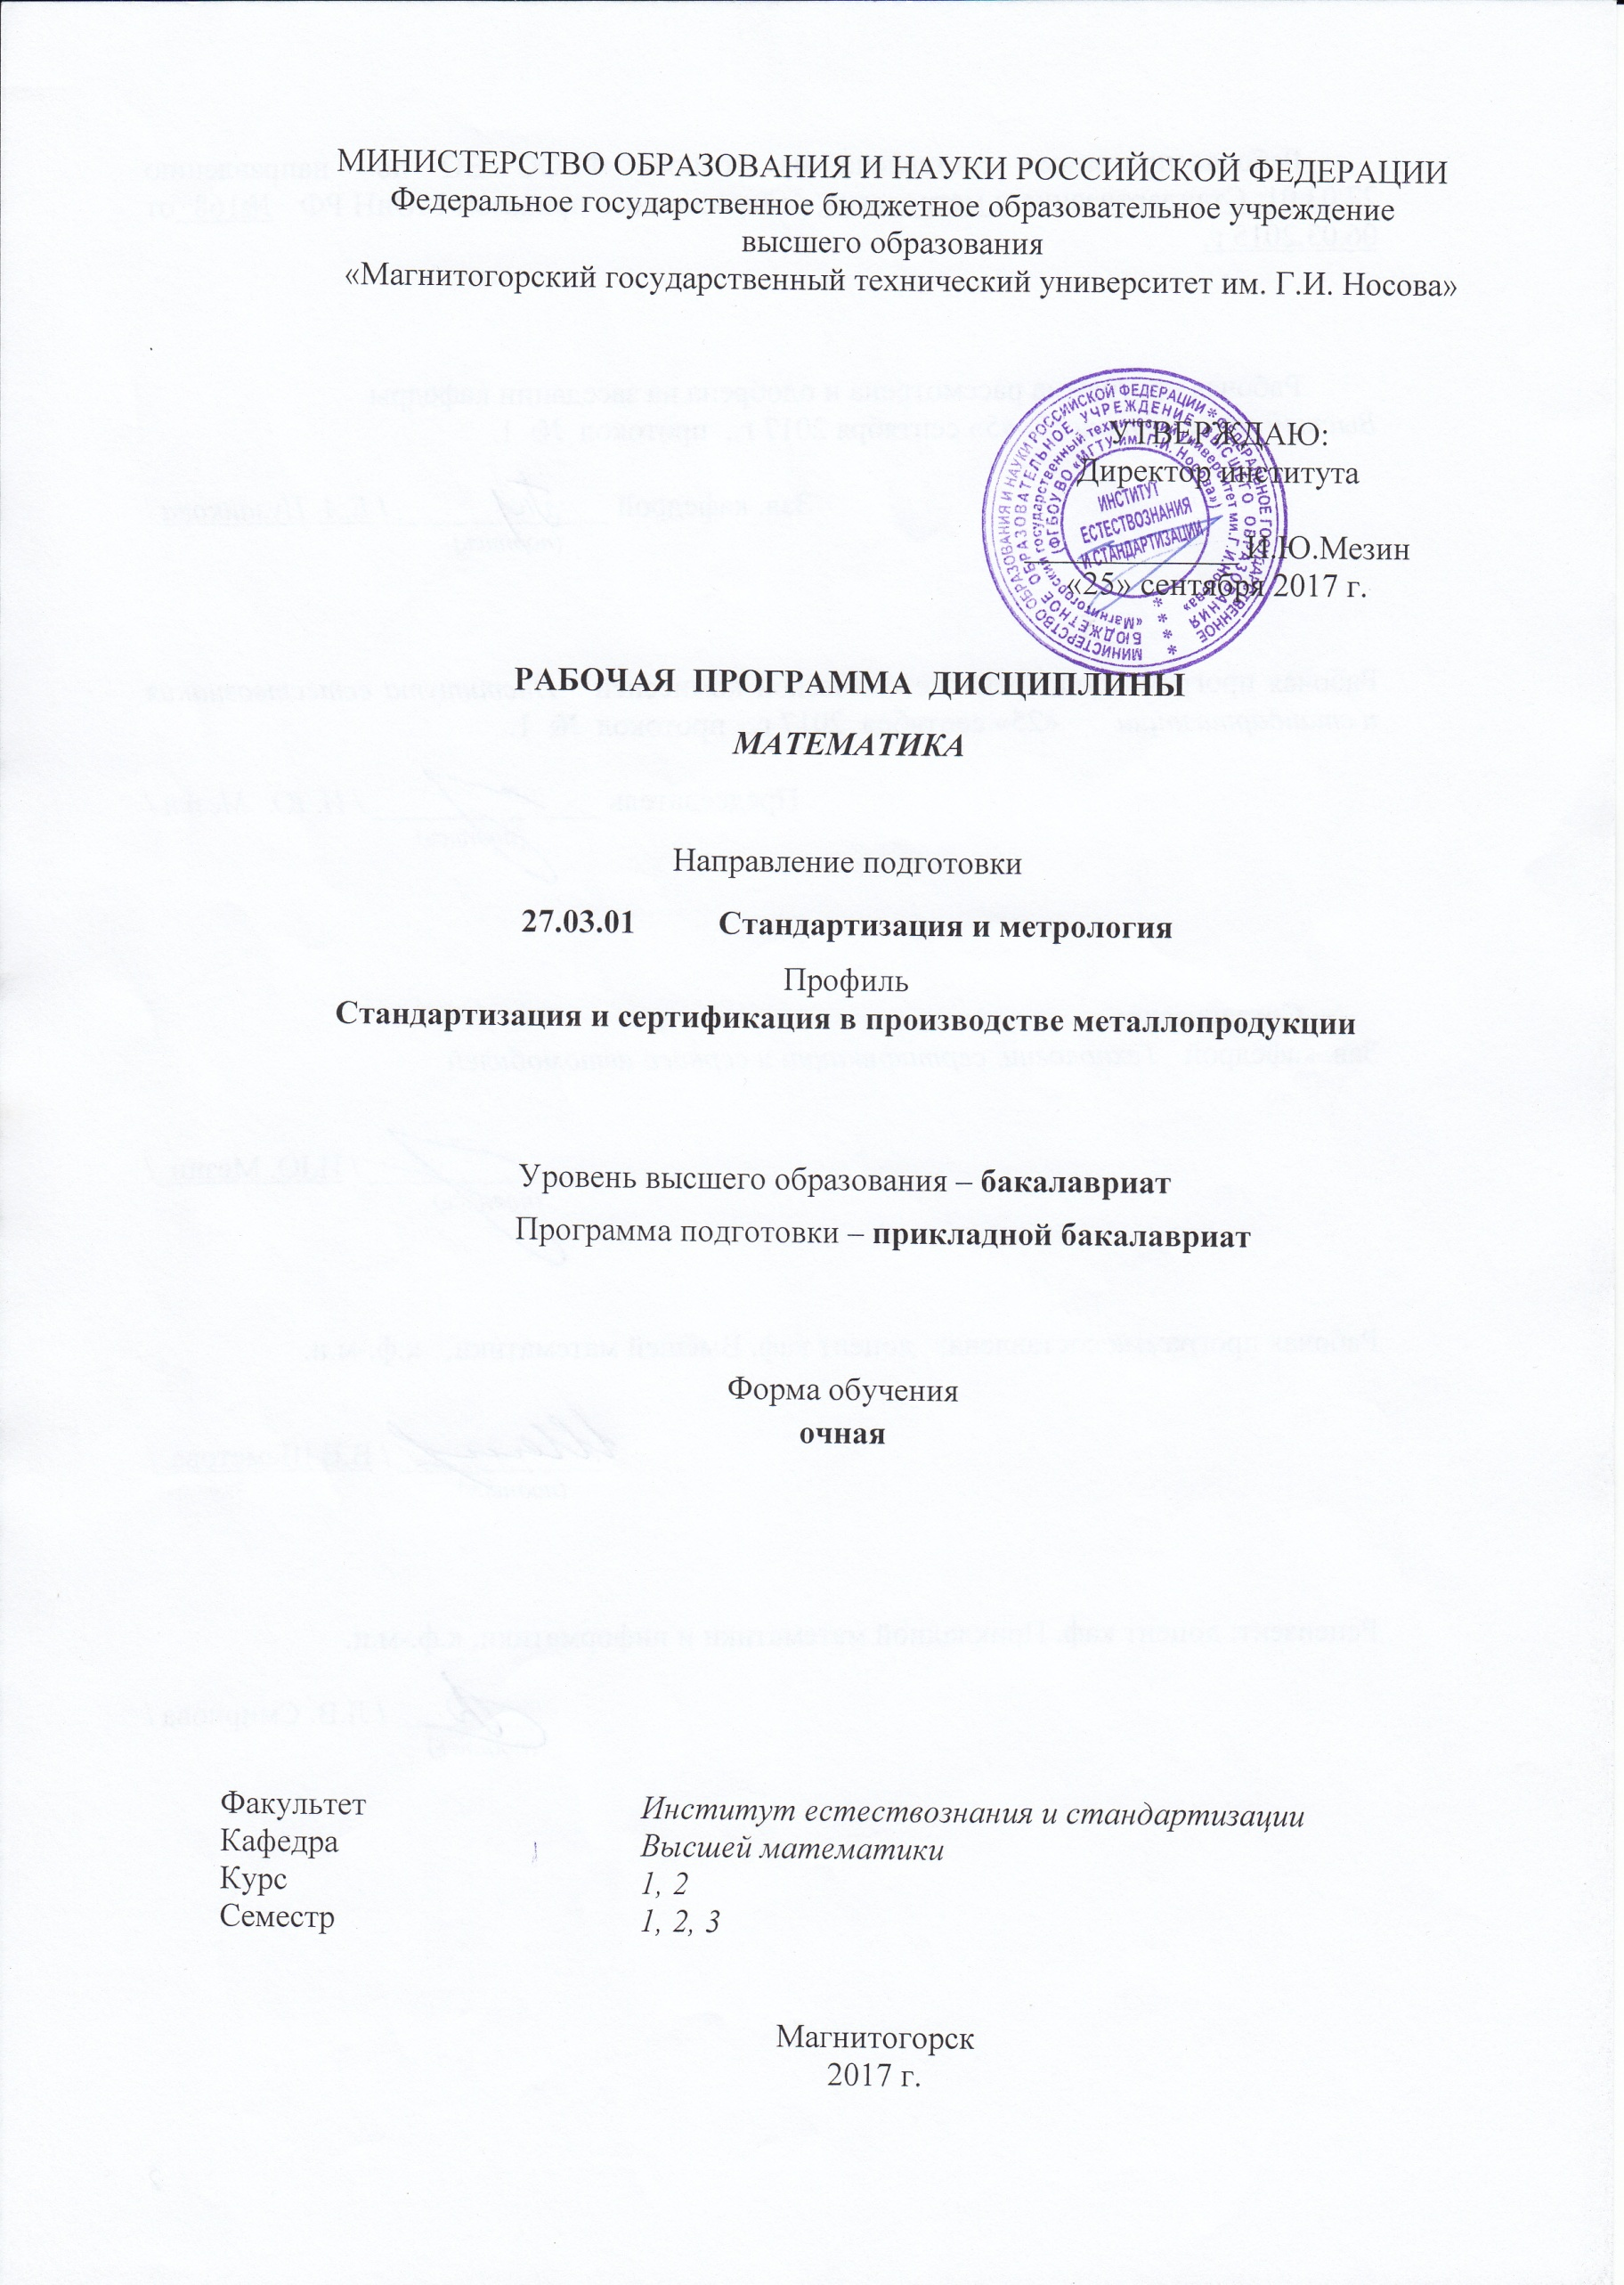 МИНИСТЕРСТВО ОБРАЗОВАНИЯ И НАУКИ РОССИЙСКОЙ ФЕДЕРАЦИИ
Федеральное государственное бюджетное образовательное учреждение
высшего образования
«Магнитогорский государственный технический университет им. Г.И. Носова»
УТВЕРЖДАЮ:
Директор института
И.Ю.Мезин
«25» сентября 2017 г.
ИНСТИТУТ
ЕСТЕСТВОЗНАНИЯ
И СТАНДАРТИЗАЦИИ
РАБОЧАЯ ПРОГРАММА ДИСЦИПЛИНЫ
МАТЕМАТИКА
Направление подготовки
27.03.01 Стандартизация и метрология
Профиль
Стандартизация и сертификация в производстве металлопродукции
Уровень высшего образования – бакалавриат
Программа подготовки – прикладной бакалавриат
Форма обучения
очная
Факультет Институт естествознания и стандартизации
Кафедра Высшей математики
Курс 1, 2
Семестр 1, 2, 3
Магнитогорск
2017 г.